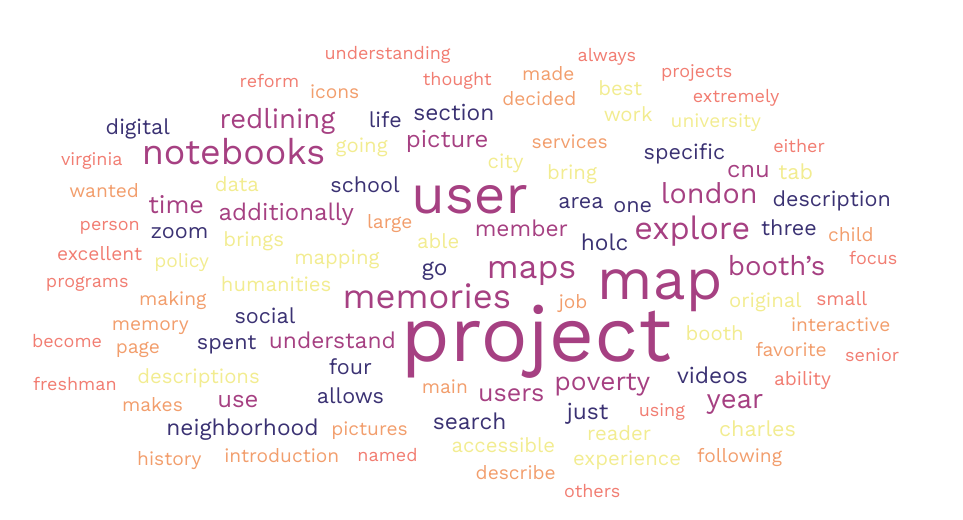 understanding always
reform icons thought made best projects
decided extremely
digital redlining life section work university
virginia notebooks going picture city services specific either
wanted data school user bring cnu tab
person time additionally large member area one london description
excellent zoom brings able holc explore three child
programs policy mapping go maps booth's focus
making humanities memories job map original small
become memory social project booth interactive
page spent understand favorite senior
freshman descriptions four main users poverty videos ability
makes use allows just using year
neighborhood pictures search reader charles
history introduction named accessible experience following
describe
others